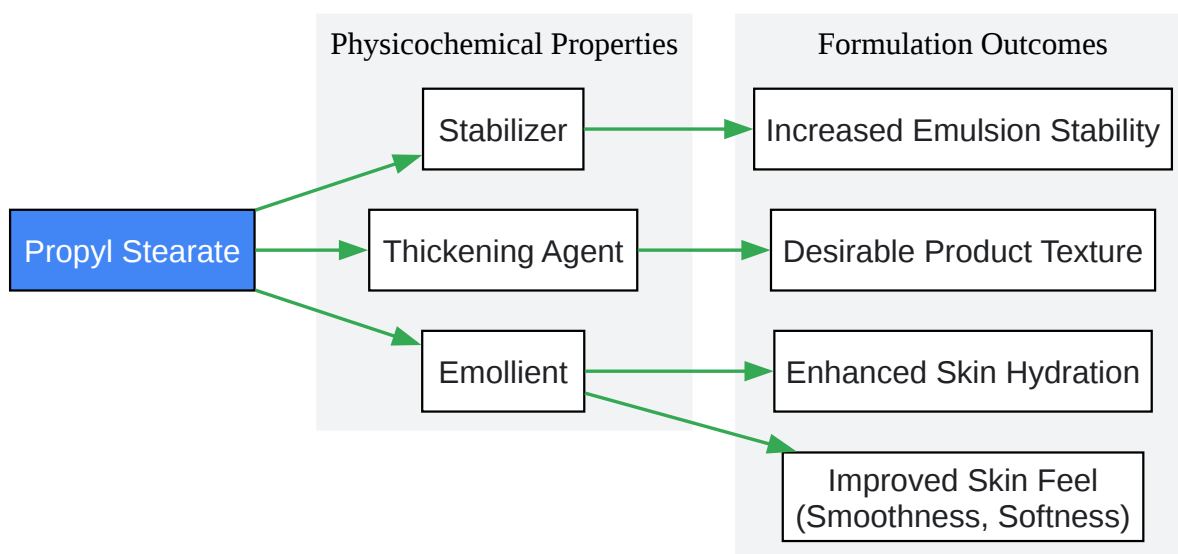 Physicochemical Properties
Formulation Outcomes
Stabilizer
Increased Emulsion Stability
Propyl Stearate
Thickening Agent
Desirable Product Texture
Emollient
Enhanced Skin Hydration
Improved Skin Feel
(Smoothness, Softness)